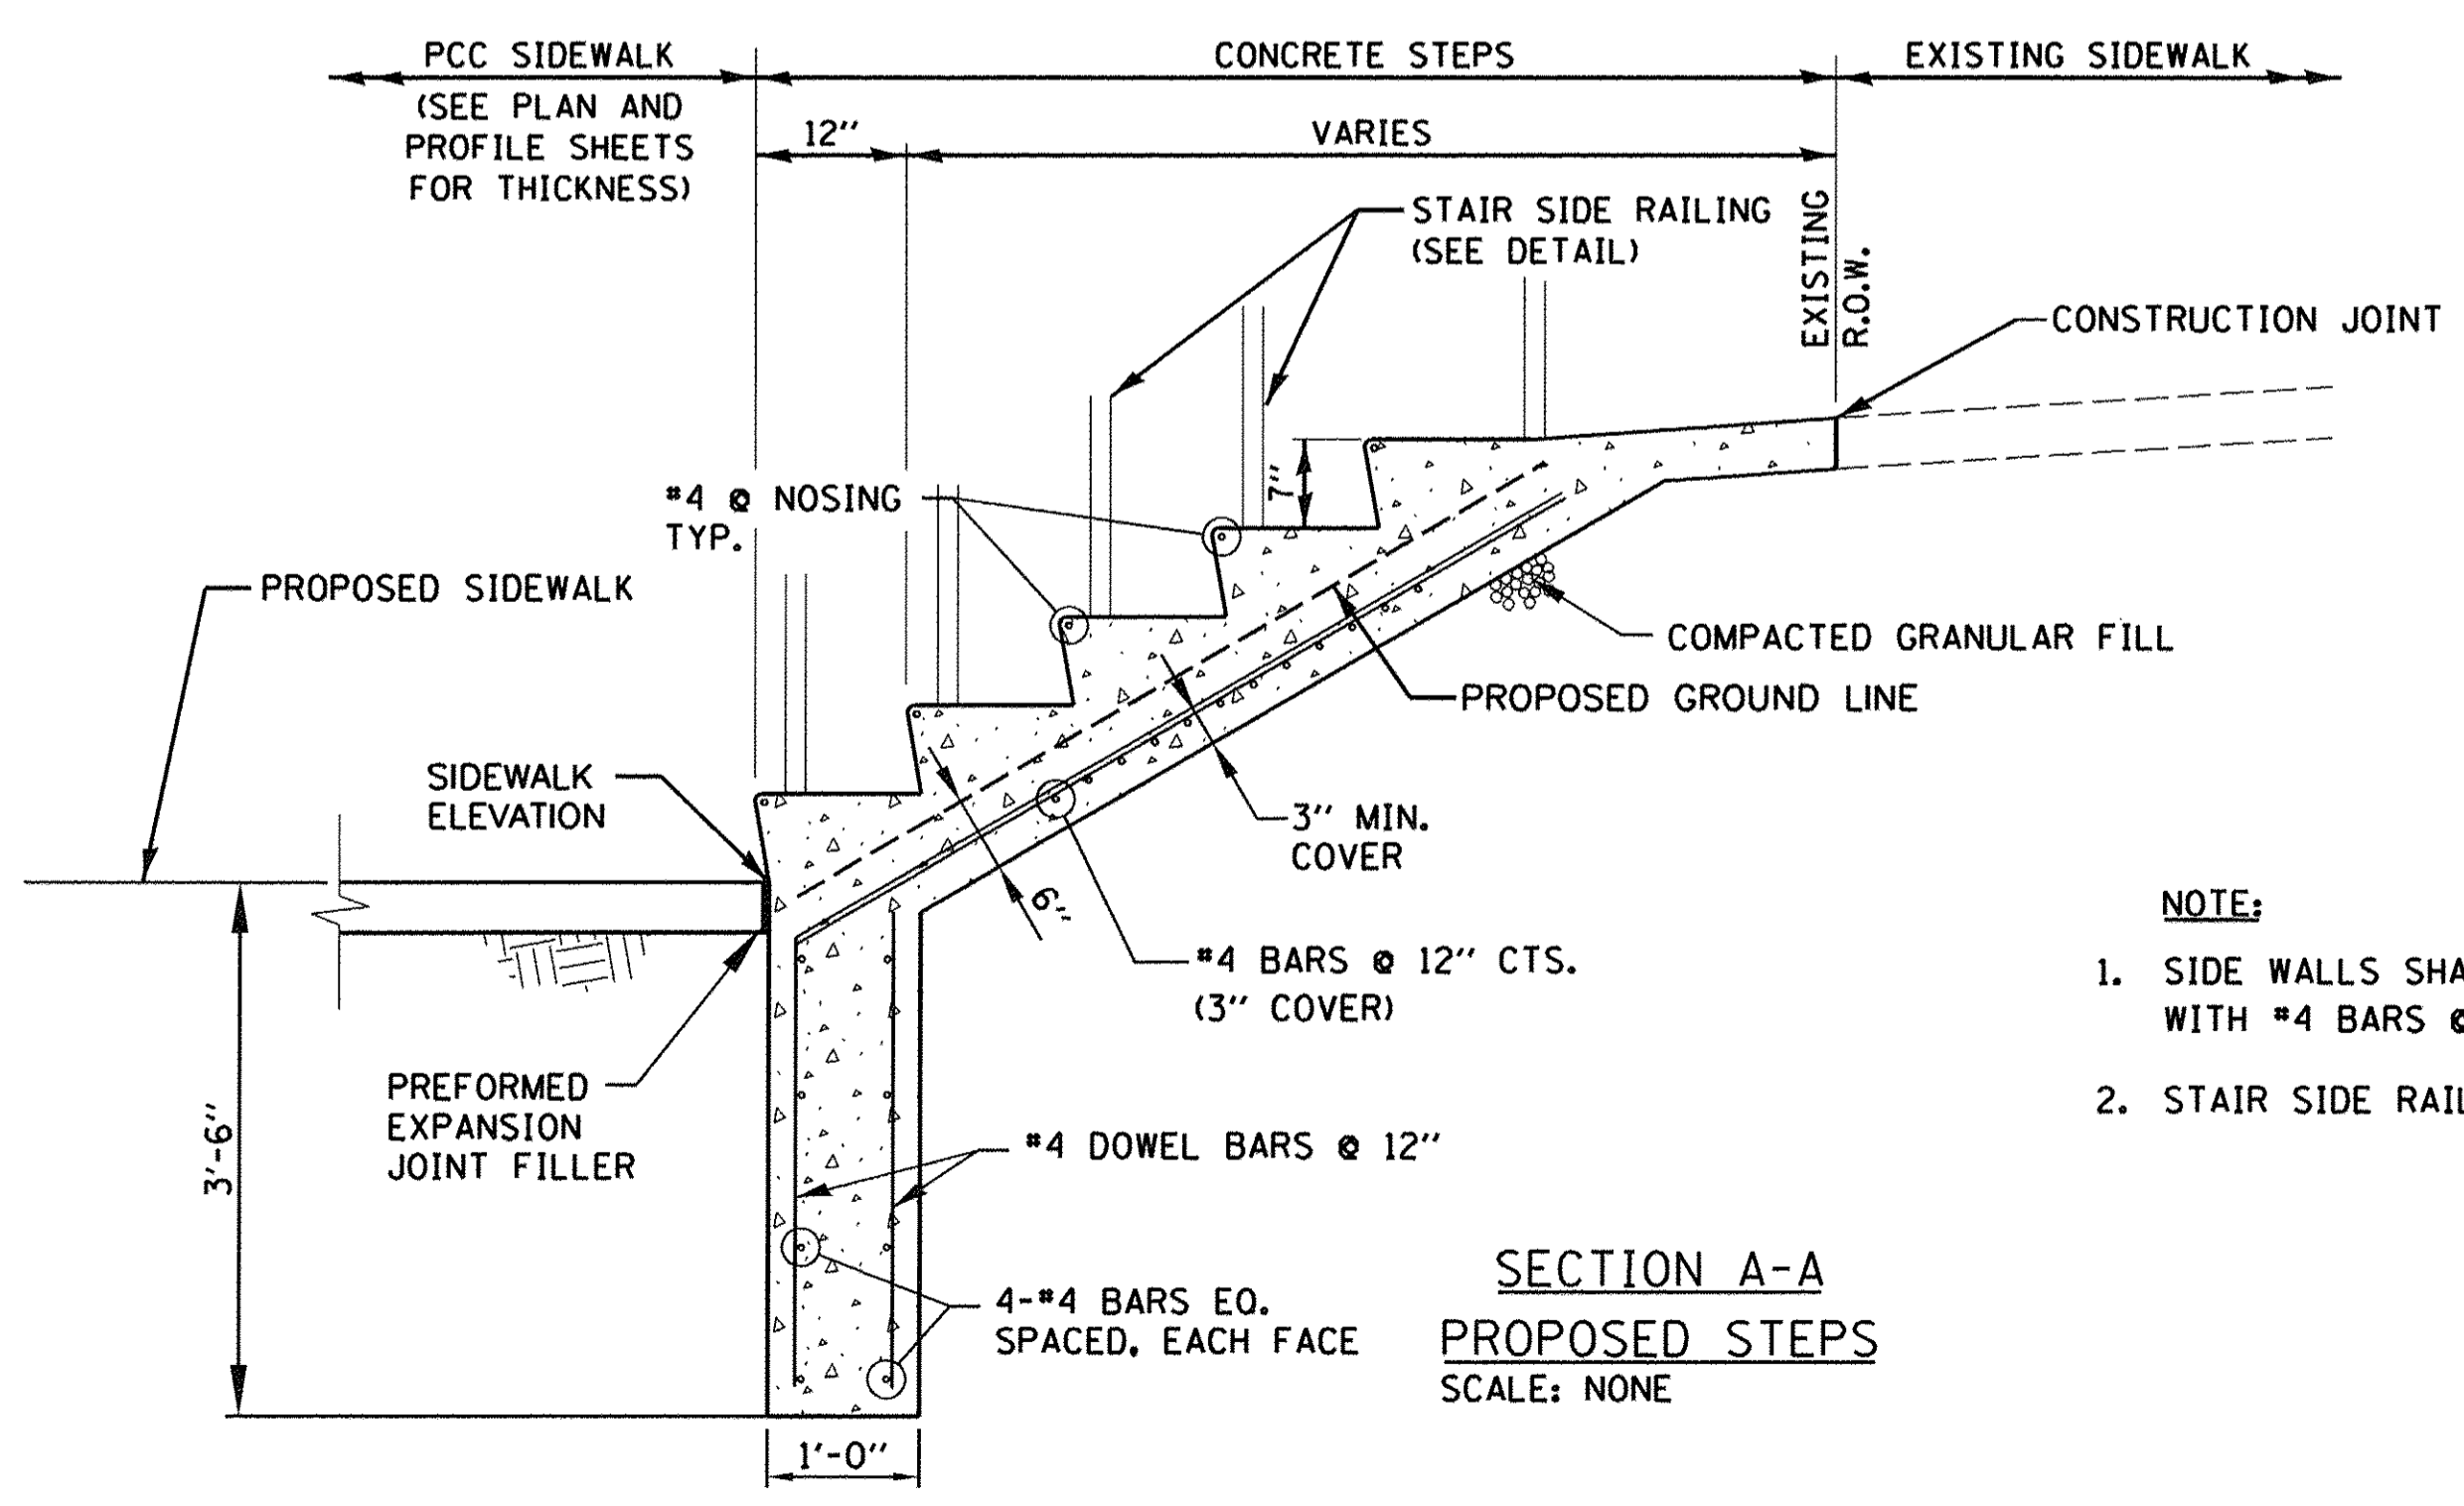 PCC SIDEWALK
(SEE PLAN AND
PROFILE SHEETS
FOR THICKNESS)
CONCRETE STEPS
EXISTING SIDEWALK
12"
VARIES
STAIR SIDE RAILING
(SEE DETAIL)
EXISTING
R.O.W.
CONSTRUCTION JOINT
7"
#4 @ NOSING
TYP.
PROPOSED SIDEWALK
COMPACTED GRANULAR FILL
PROPOSED GROUND LINE
SIDEWALK
ELEVATION
3" MIN.
COVER
6"
#4 BARS @ 12" CTS.
(3" COVER)
NOTE:
1. SIDE WALLS SHA
WITH #4 BARS @
2. STAIR SIDE RAIL
PREFORMED
EXPANSION
JOINT FILLER
3'-6"
#4 DOWEL BARS @ 12"
4-#4 BARS EQ.
SPACED. EACH FACE
1'-0"
SECTION A-A
PROPOSED STEPS
SCALE: NONE